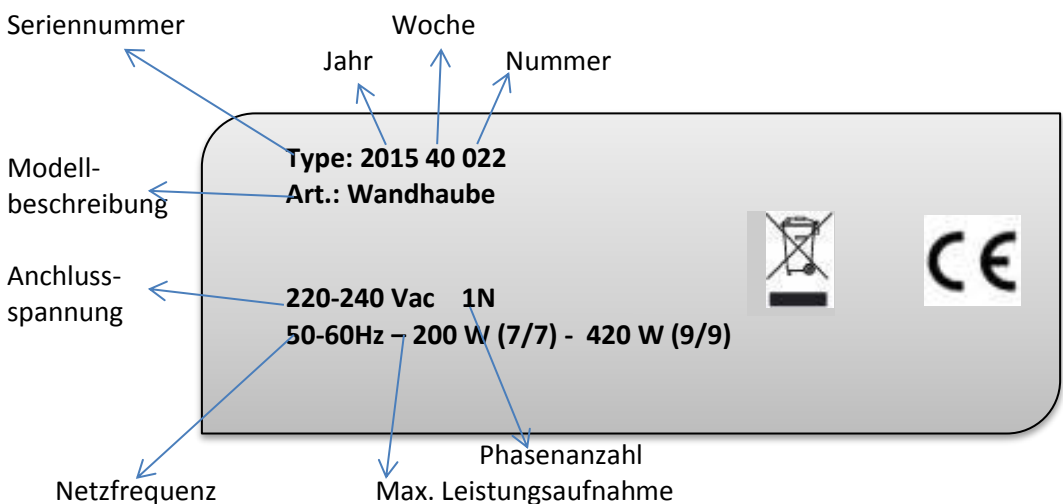 Seriennummer
Woche
Jahr
Nummer
Type: 2015 40 022
Modell-
beschreibung
Art.: Wandhaube
Anchluss-
spannung
220-240 Vac 1N
50-60Hz – 200 W (7/7) - 420 W (9/9)
CE
Phasenanzahl
Netzfrequenz
Max. Leistungsaufnahme